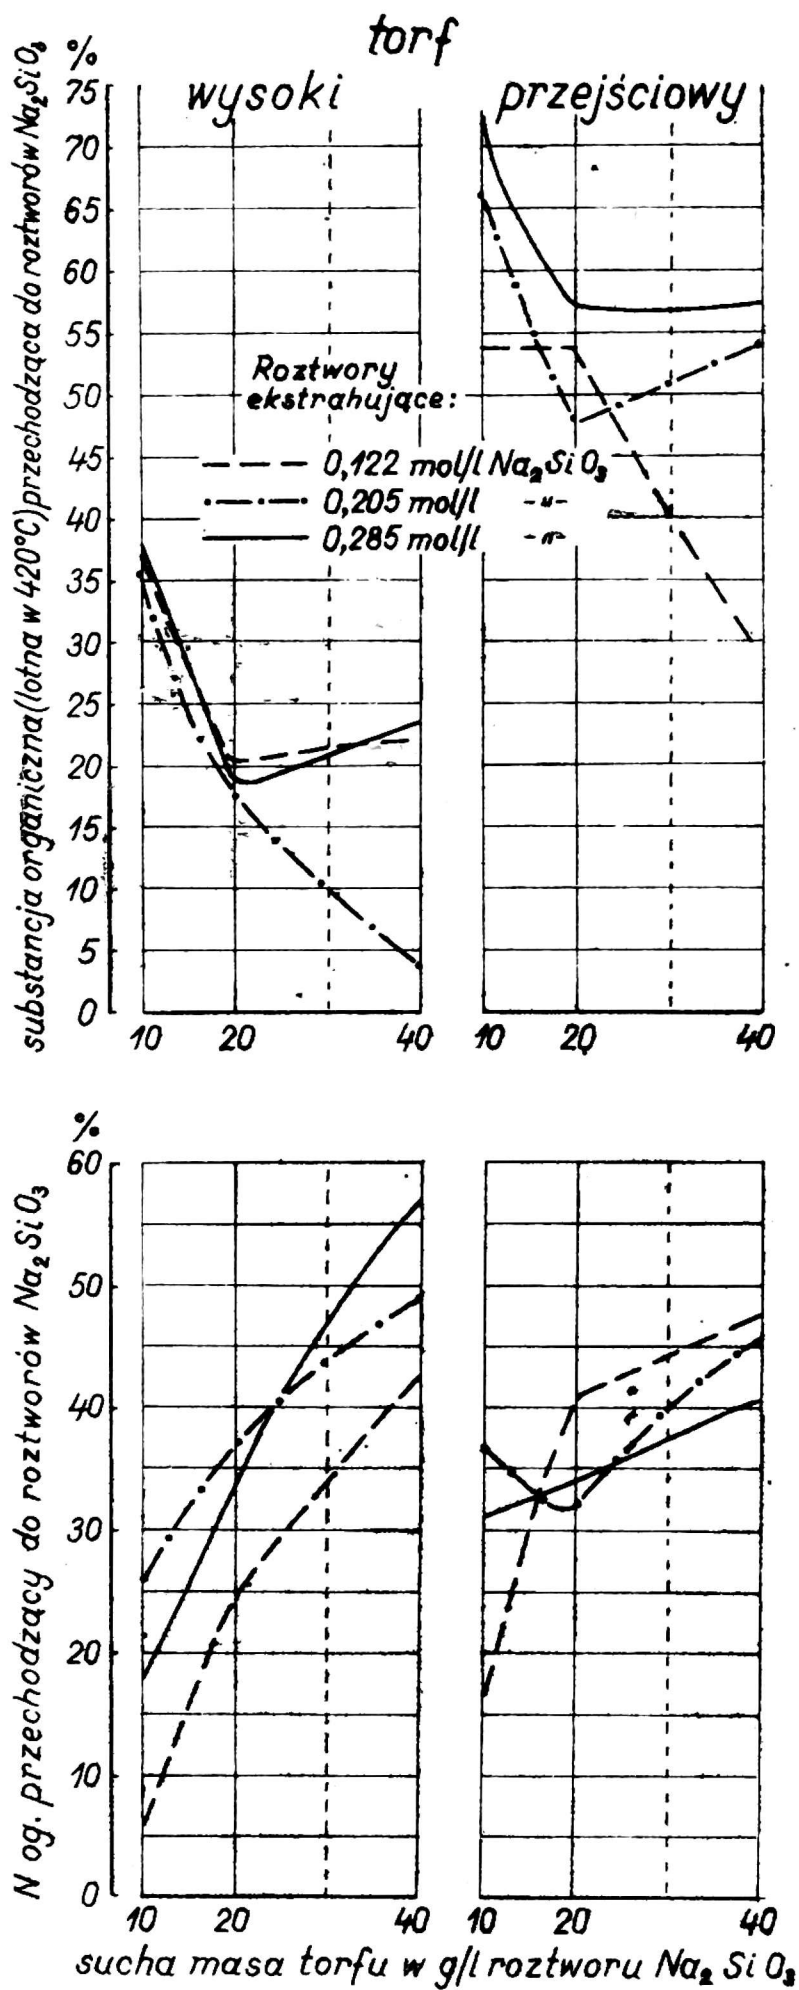 torf
wysoki
przejściowy
%
substancja organiczna (lotna w 420°C) przechodząca do roztworów Na₂SiO₃
75
70
65
60
55
50
45
40
35
30
25
20
15
10
5
0
Roztwory
ekstrahujące:
0,122 mol/l Na₂SiO₃
0,205 mol/l -"-
0,285 mol/l -"-
10 20 40
10 20 40
%
N og. przechodzący do roztworów Na₂SiO₃
60
50
40
30
20
10
0
10 20 40
10 20 40
sucha masa torfu w g/l roztworu Na₂SiO₃